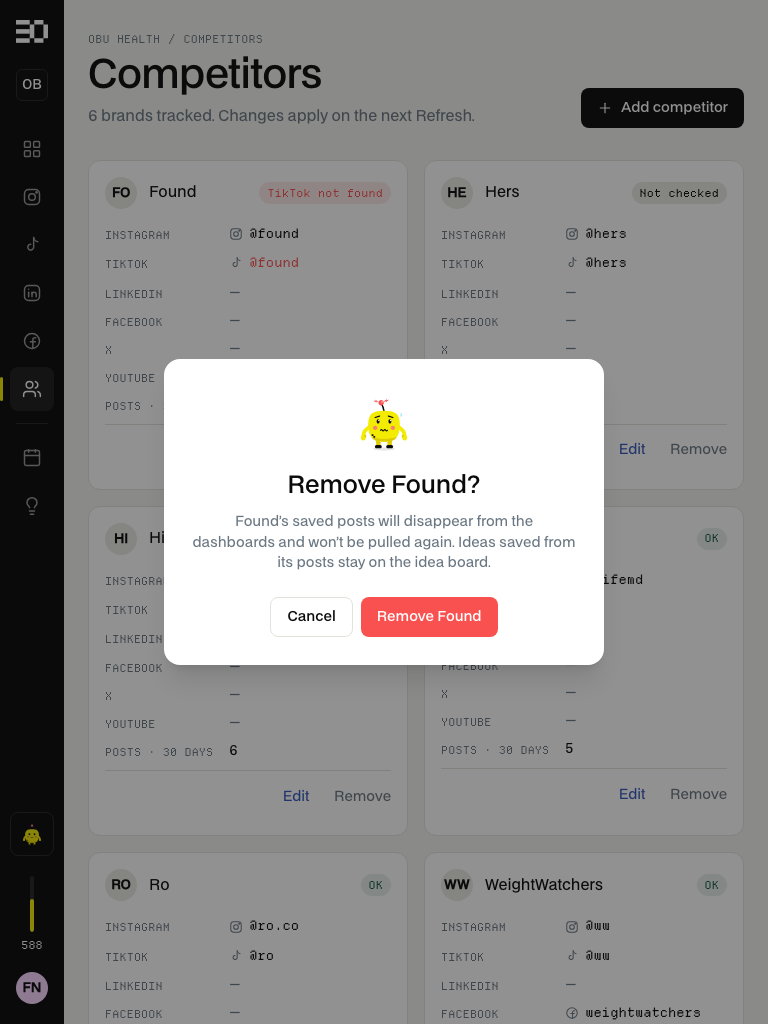 OBU HEALTH / COMPETITORS
Competitors
6 brands tracked. Changes apply on the next Refresh.
+ Add competitor
OB
FO Found TikTok not found
INSTAGRAM @found
TIKTOK @found
LINKEDIN —
FACEBOOK —
X —
YOUTUBE
POSTS ·
HE Hers Not checked
INSTAGRAM @hers
TIKTOK @hers
LINKEDIN —
FACEBOOK —
X —
Edit Remove
Remove Found?
Found's saved posts will disappear from the
dashboards and won't be pulled again. Ideas saved from
its posts stay on the idea board.
Cancel Remove Found
HI
INSTAGRAM
TIKTOK
LINKEDIN
FACEBOOK —
X —
YOUTUBE —
POSTS · 30 DAYS 6
Edit Remove
OK
ifemd
FACEBOOK
X —
YOUTUBE —
POSTS · 30 DAYS 5
Edit Remove
RO Ro OK
INSTAGRAM @ro.co
TIKTOK @ro
LINKEDIN —
FACEBOOK —
WW WeightWatchers OK
INSTAGRAM @ww
TIKTOK @ww
LINKEDIN —
FACEBOOK weightwatchers
588
FN